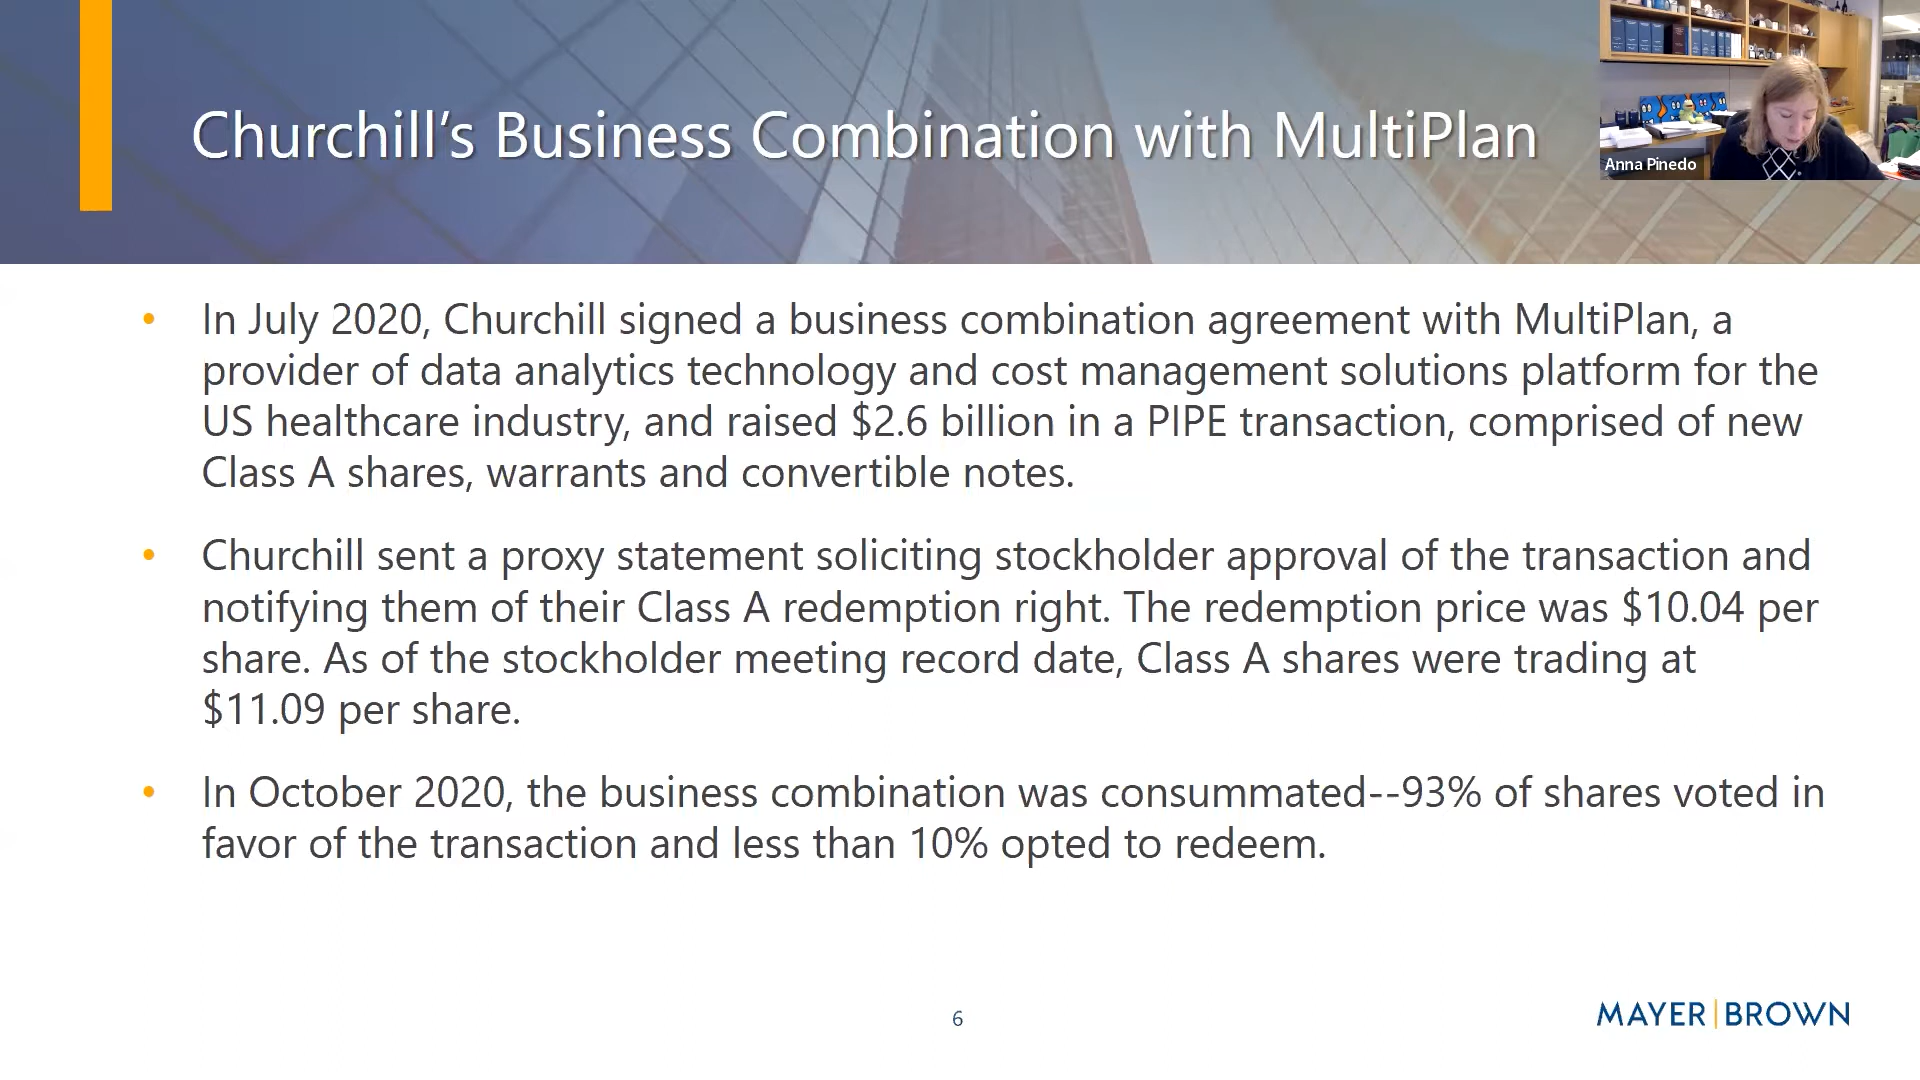 Churchill’s Business Combination with MultiPlan
Anna Pinedo
• In July 2020, Churchill signed a business combination agreement with MultiPlan, a
provider of data analytics technology and cost management solutions platform for the
US healthcare industry, and raised $2.6 billion in a PIPE transaction, comprised of new
Class A shares, warrants and convertible notes.
• Churchill sent a proxy statement soliciting stockholder approval of the transaction and
notifying them of their Class A redemption right. The redemption price was $10.04 per
share. As of the stockholder meeting record date, Class A shares were trading at
$11.09 per share.
• In October 2020, the business combination was consummated--93% of shares voted in
favor of the transaction and less than 10% opted to redeem.
6
MAYER|BROWN